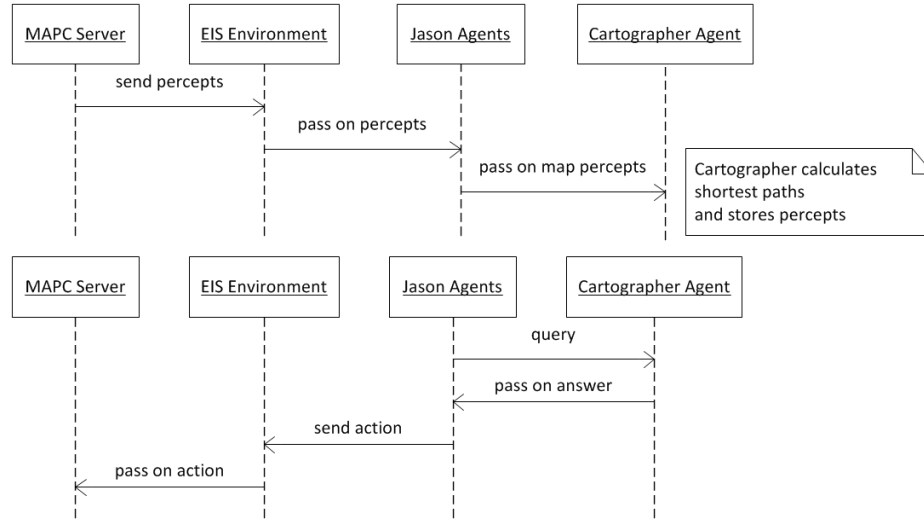 MAPC Server
EIS Environment
Jason Agents
Cartographer Agent
send percepts
pass on percepts
pass on map percepts
Cartographer calculates
shortest paths
and stores percepts
MAPC Server
EIS Environment
Jason Agents
Cartographer Agent
query
pass on answer
send action
pass on action